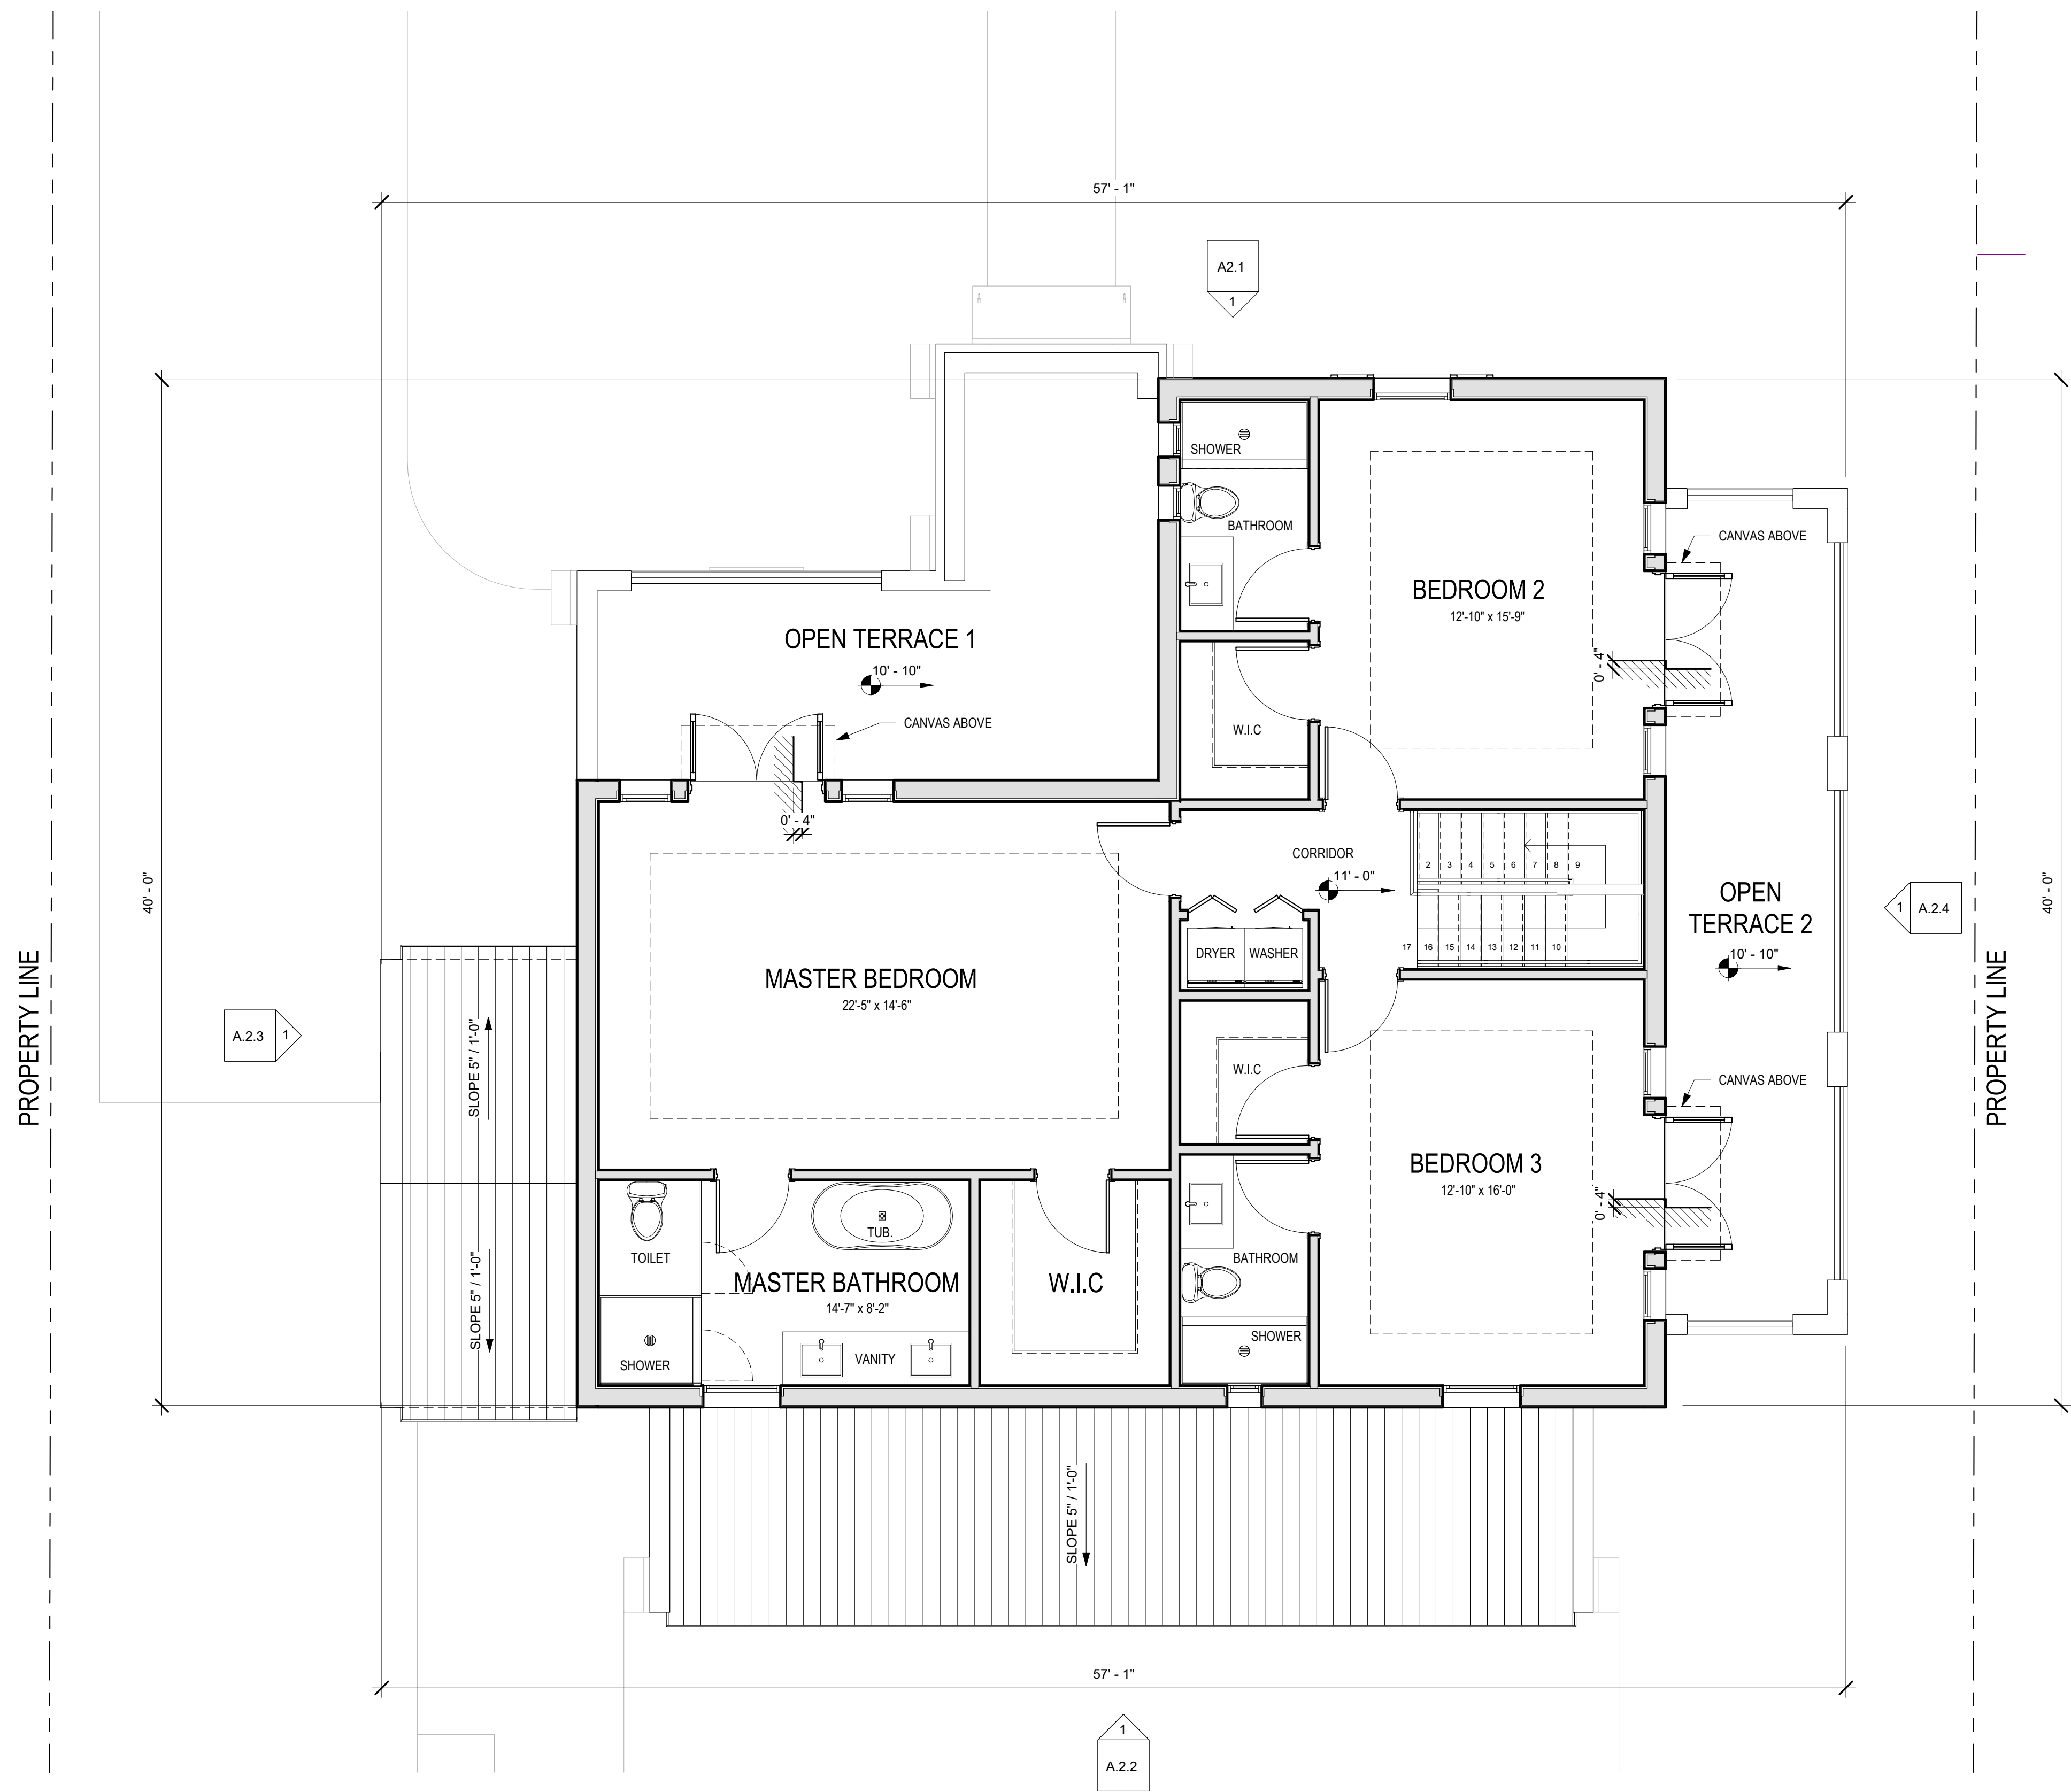 57' - 1"
A2.1
1
SHOWER
BATHROOM
CANVAS ABOVE
BEDROOM 2
12'-10" x 15'-9"
OPEN TERRACE 1
10' - 10"
CANVAS ABOVE
0' - 4"
W.I.C
0' - 4"
CORRIDOR
11' - 0"
2 3 4 5 6 7 8 9
17 16 15 14 13 12 11 10
40' - 0"
OPEN
TERRACE 2
10' - 10"
1 A.2.4
40' - 0"
PROPERTY LINE
PROPERTY LINE
DRYER WASHER
MASTER BEDROOM
22'-5" x 14'-6"
A.2.3 1
SLOPE 5" / 1'-0"
W.I.C
CANVAS ABOVE
BEDROOM 3
12'-10" x 16'-0"
0' - 4"
TUB.
TOILET
BATHROOM
MASTER BATHROOM
14'-7" x 8'-2"
W.I.C
SLOPE 5" / 1'-0"
SHOWER
VANITY
SHOWER
SLOPE 5" / 1'-0"
57' - 1"
1
A.2.2